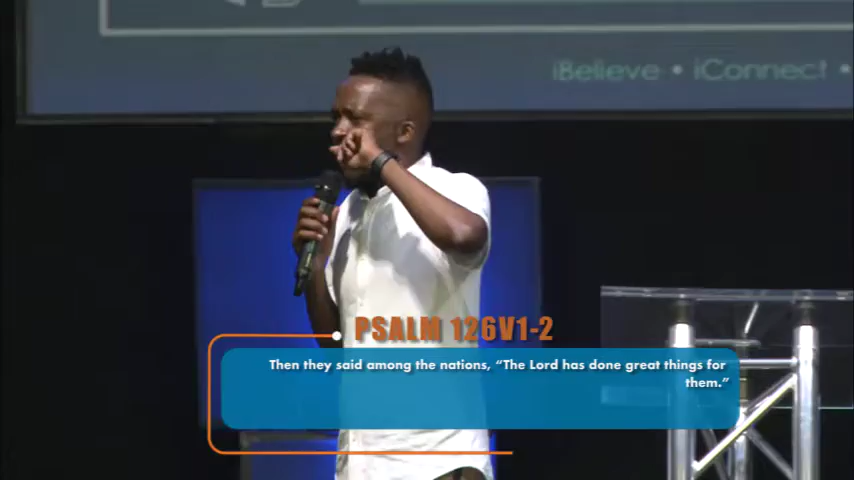 iBelieve • iConnect •
PSALM 126V1-2
Then they said among the nations, “The Lord has done great things for
them.”